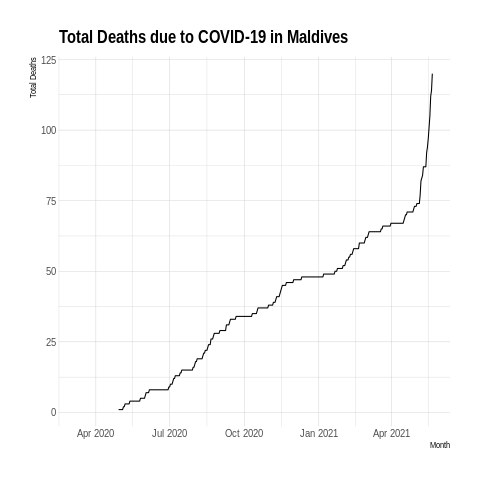 Total Deaths due to COVID-19 in Maldives
Total Deaths
125
100
75
50
25
0
Apr 2020 Jul 2020 Oct 2020 Jan 2021 Apr 2021
Month